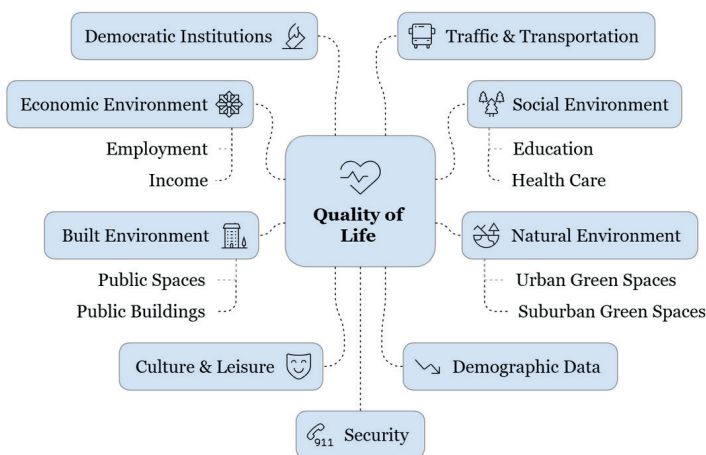 Democratic Institutions
Traffic & Transportation
Economic Environment
Social Environment
Employment
Education
Income
Health Care
Quality of
Life
Built Environment
Natural Environment
Public Spaces
Urban Green Spaces
Public Buildings
Suburban Green Spaces
Culture & Leisure
Demographic Data
911
Security